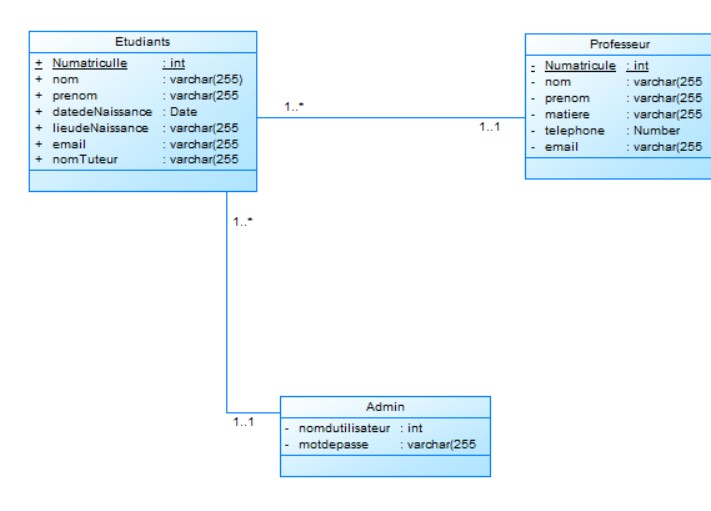 Etudiants
+ Numatriculle : int
+ nom : varchar(255)
+ prenom : varchar(255
+ datedeNaissance : Date
+ lieudeNaissance : varchar(255
+ email : varchar(255
+ nomTuteur : varchar(255
Professeur
- Numatricule : int
- nom : varchar(255
- prenom : varchar(255
- matiere : varchar(255
- telephone : Number
- email : varchar(255
1..*
1..1
1..*
1..1
Admin
- nomdutilisateur : int
- motdepasse : varchar(255